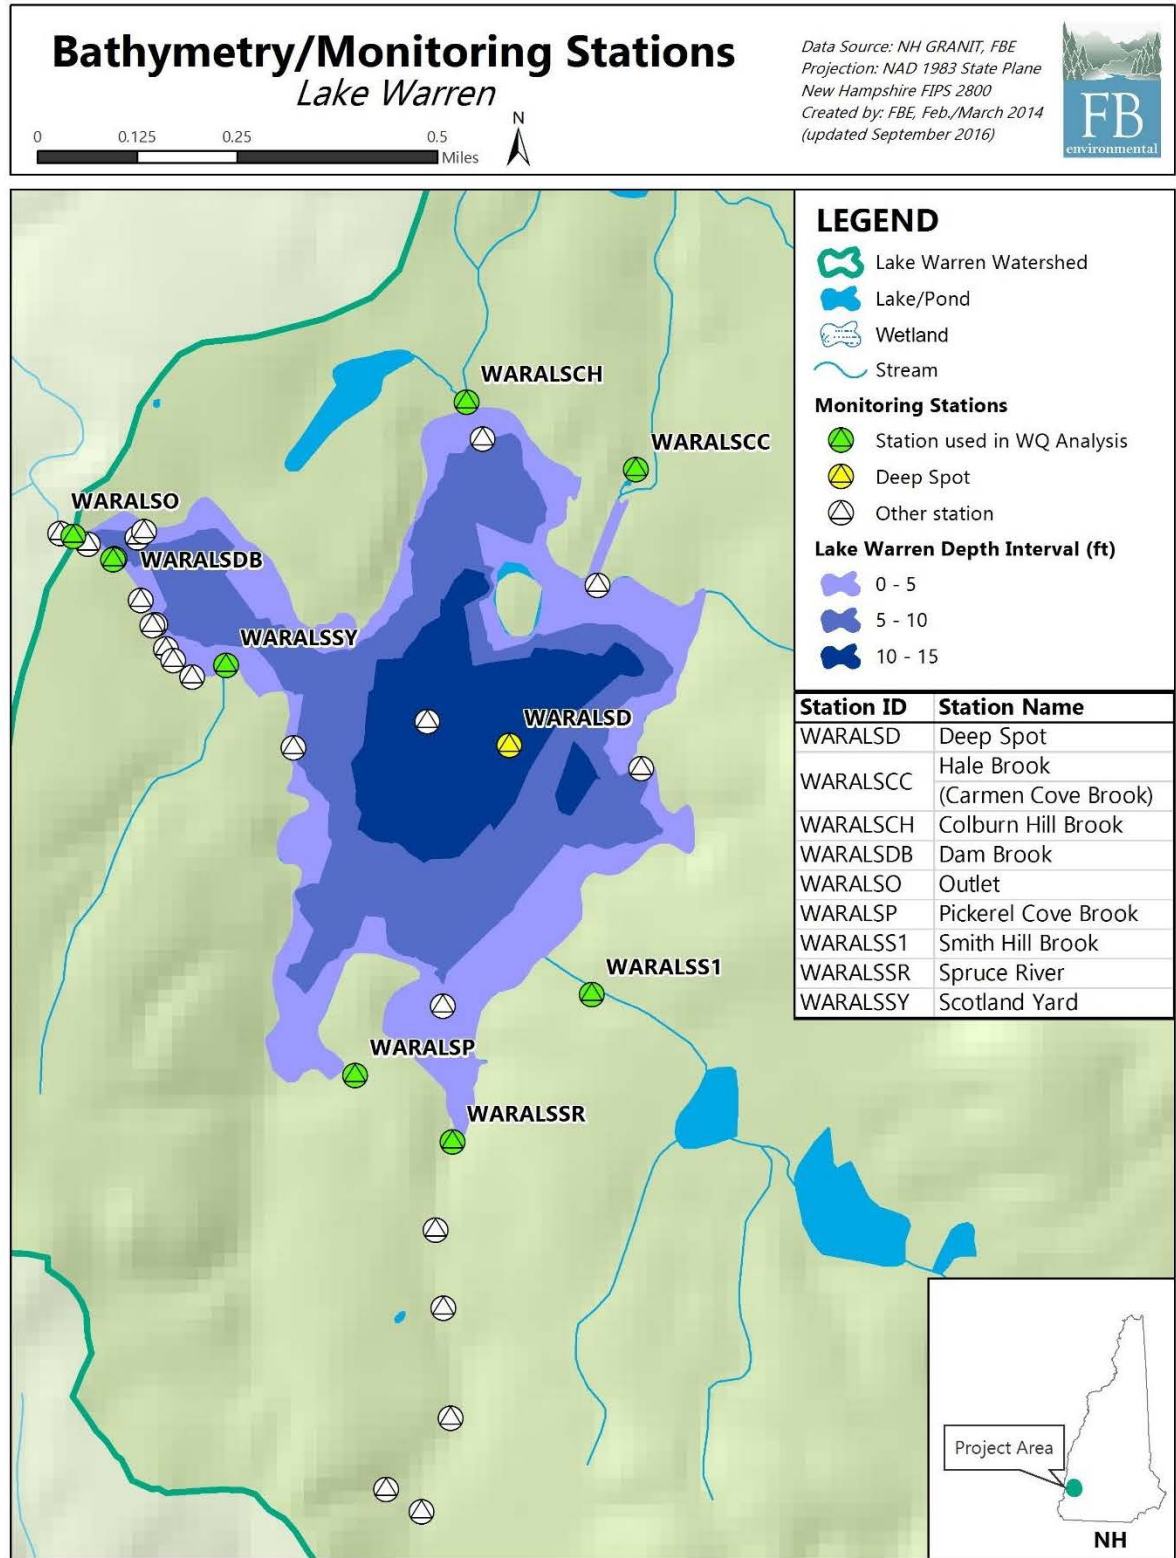 Bathymetry/Monitoring Stations
Lake Warren
Data Source: NH GRANIT, FBE
Projection: NAD 1983 State Plane
New Hampshire FIPS 2800
Created by: FBE, Feb./March 2014
(updated September 2016)
FB
environmental
N
0 0.125 0.25 0.5
Miles
LEGEND
Lake Warren Watershed
Lake/Pond
Wetland
Stream
Monitoring Stations
Station used in WQ Analysis
Deep Spot
Other station
Lake Warren Depth Interval (ft)
0 - 5
5 - 10
10 - 15
Station ID Station Name
WARALSD Deep Spot
WARALSCC Hale Brook
(Carmen Cove Brook)
WARALSCH Colburn Hill Brook
WARALSDB Dam Brook
WARALSO Outlet
WARALSP Pickerel Cove Brook
WARALSS1 Smith Hill Brook
WARALSSR Spruce River
WARALSSY Scotland Yard
WARALSCH
WARALSCC
WARALSO
WARALSDB
WARALSSY
WARALSD
WARALSS1
WARALSP
WARALSSR
Project Area
NH